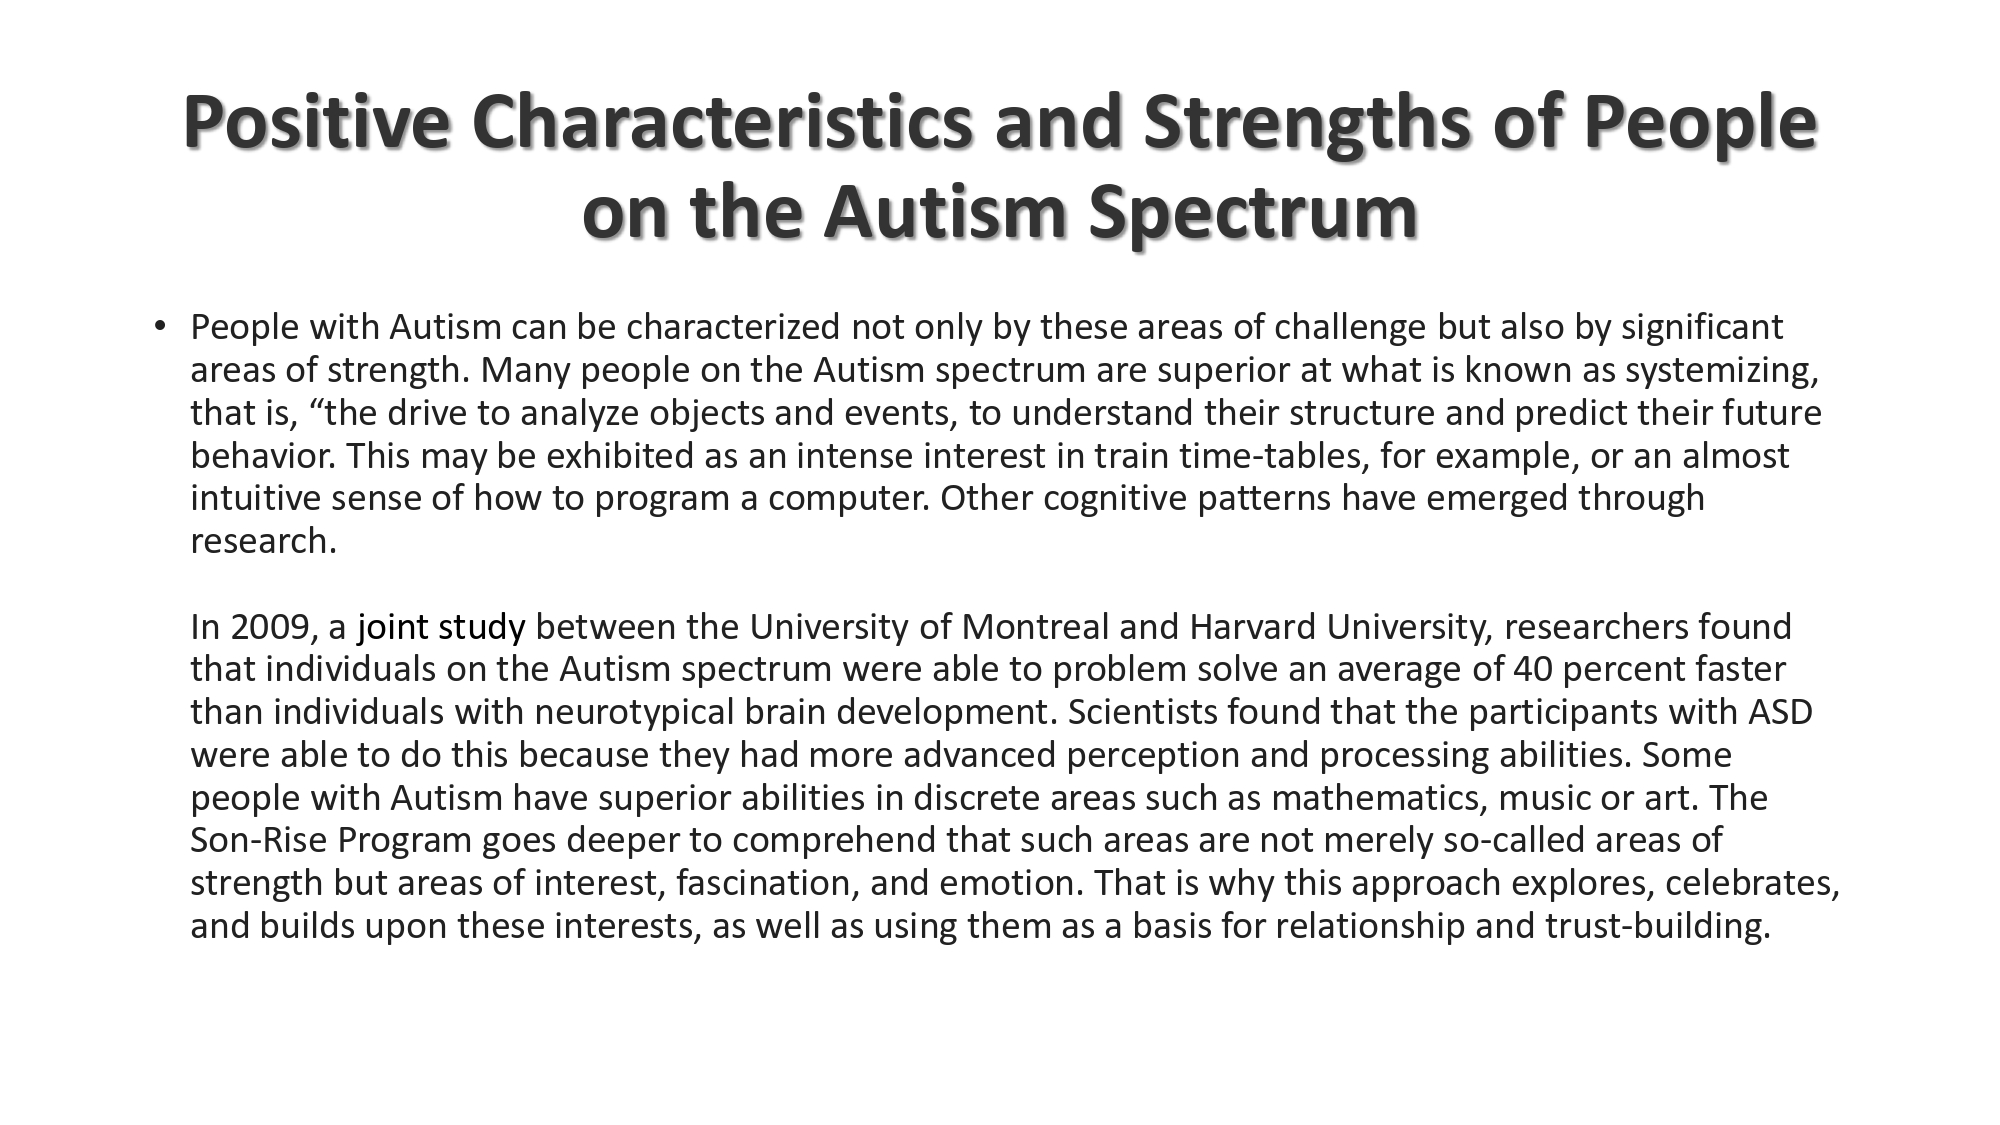 Positive Characteristics and Strengths of People
on the Autism Spectrum
• People with Autism can be characterized not only by these areas of challenge but also by significant
areas of strength. Many people on the Autism spectrum are superior at what is known as systemizing,
that is, “the drive to analyze objects and events, to understand their structure and predict their future
behavior. This may be exhibited as an intense interest in train time-tables, for example, or an almost
intuitive sense of how to program a computer. Other cognitive patterns have emerged through
research.
In 2009, a joint study between the University of Montreal and Harvard University, researchers found
that individuals on the Autism spectrum were able to problem solve an average of 40 percent faster
than individuals with neurotypical brain development. Scientists found that the participants with ASD
were able to do this because they had more advanced perception and processing abilities. Some
people with Autism have superior abilities in discrete areas such as mathematics, music or art. The
Son-Rise Program goes deeper to comprehend that such areas are not merely so-called areas of
strength but areas of interest, fascination, and emotion. That is why this approach explores, celebrates,
and builds upon these interests, as well as using them as a basis for relationship and trust-building.